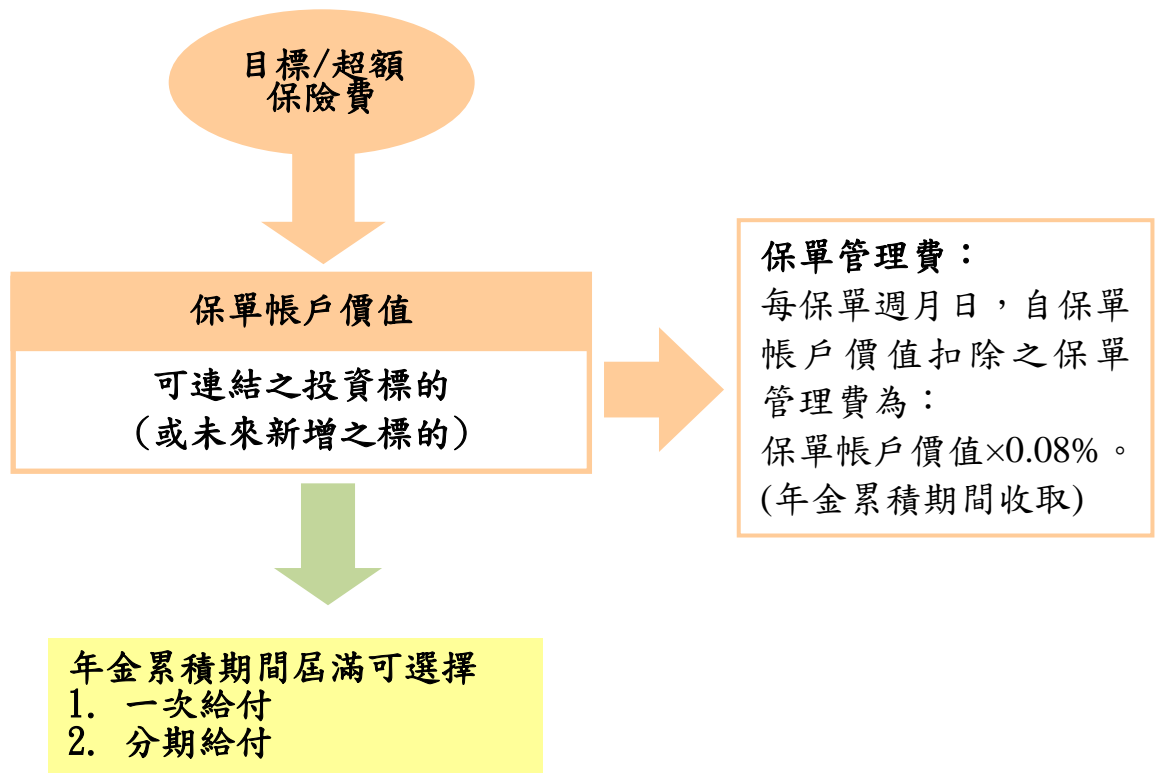 目標/超額
保險費
保單帳戶價值
可連結之投資標的
(或未來新增之標的)
保單管理費：
每保單週月日，自保單
帳戶價值扣除之保單
管理費為：
保單帳戶價值×0.08%。
(年金累積期間收取)
年金累積期間屆滿可選擇
1. 一次給付
2. 分期給付